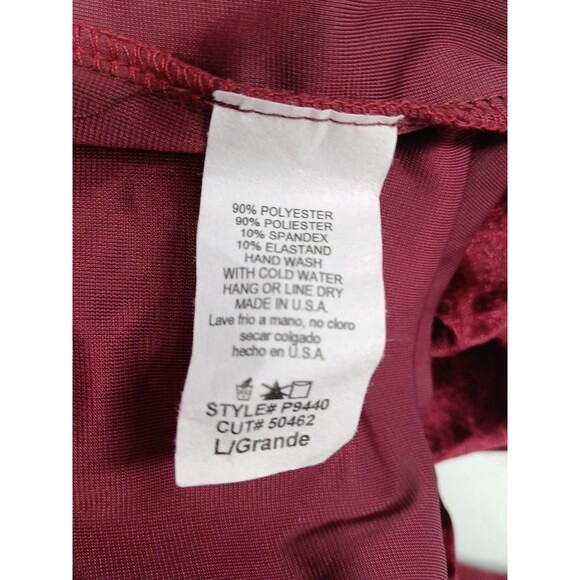 90% POLYESTER
90% POLIESTER
10% SPANDEX
10% ELASTAND
HAND WASH
WITH COLD WATER
HANG OR LINE DRY
MADE IN U.S.A.
Lave frio a mano, no cloro
secar colgado
hecho en U.S.A.
STYLE# P9440
CUT# 50462
L/Grande